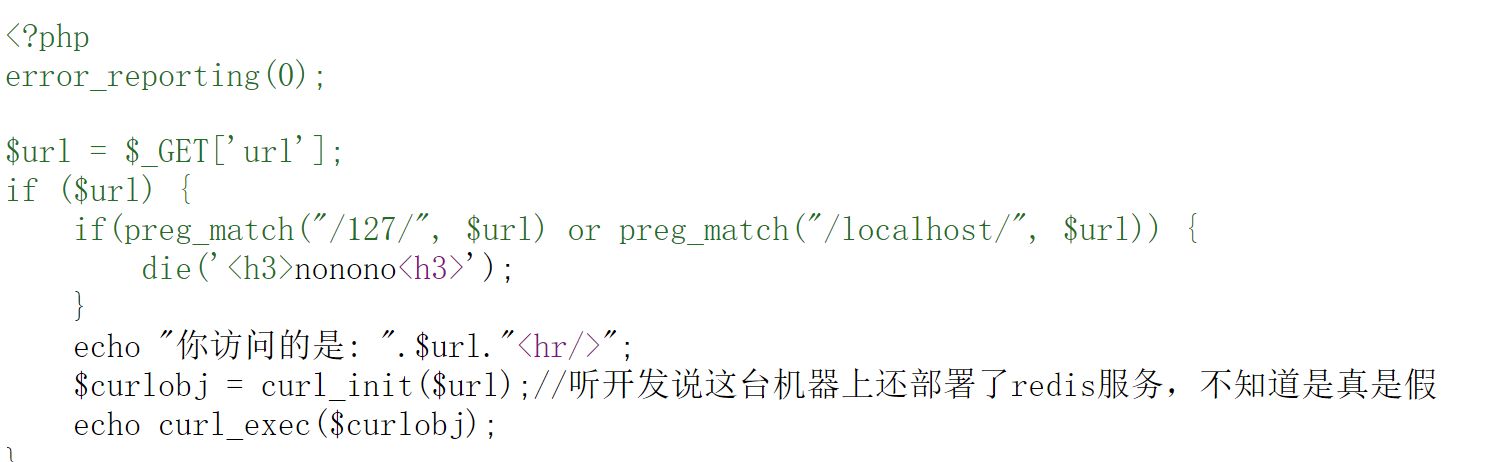 <?php
error_reporting(0);
$url = $_GET['url'];
if ($url) {
    if(preg_match("/127/", $url) or preg_match("/localhost/", $url)) {
        die('<h3>nonono<h3>');
    }
    echo "你访问的是: ".$url."<hr/>";
    $curlobj = curl_init($url);//听开发说这台机器上还部署了redis服务，不知道是真是假
    echo curl_exec($curlobj);
}